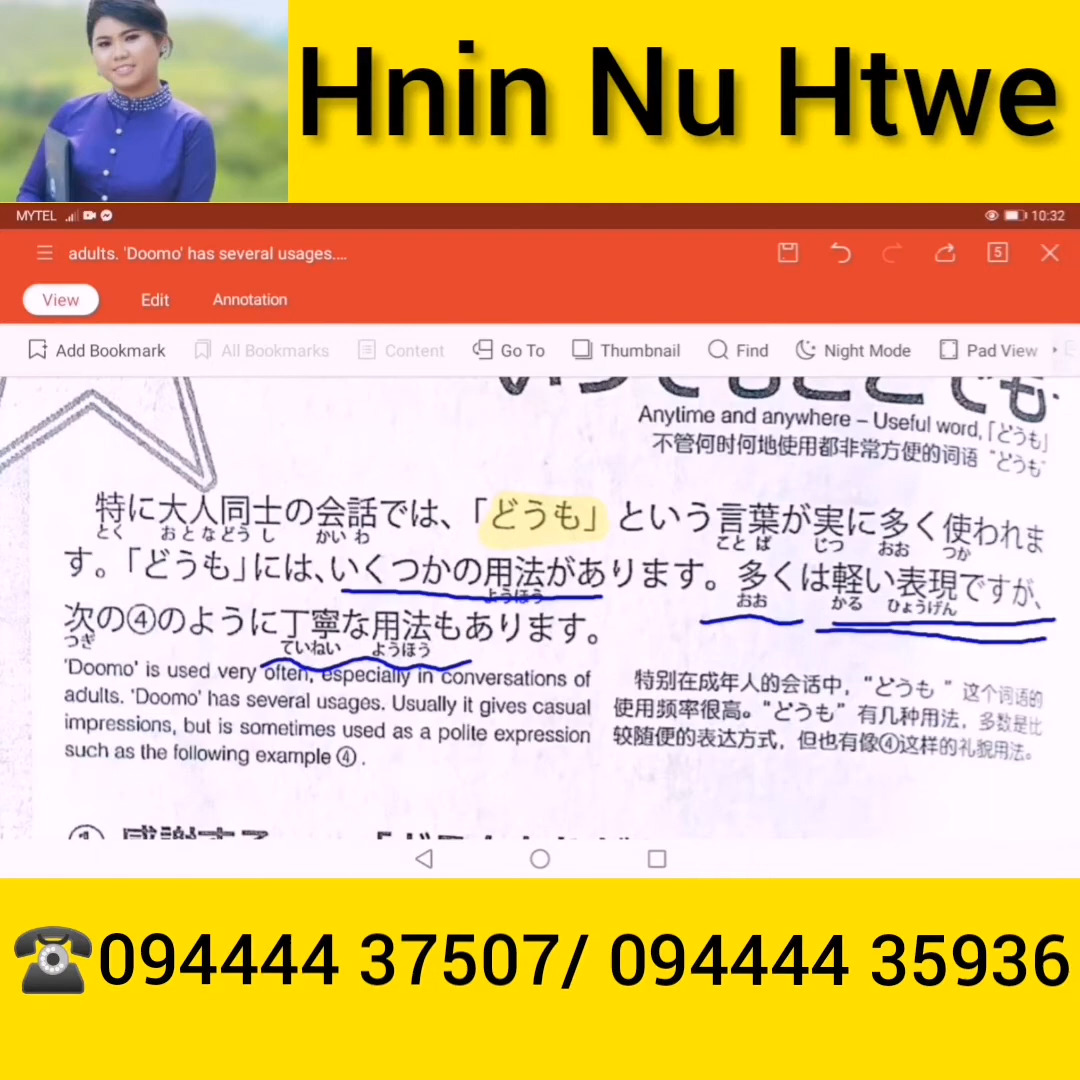 Hnin Nu Htwe
MYTEL
10:32
adults. 'Doomo' has several usages....
5
View Edit Annotation
Add Bookmark All Bookmarks Content Go To Thumbnail Find Night Mode Pad View
Anytime and anywhere – Useful word,「どうも」
不管何时何地使用都非常方便的词语 "どうも"
特に大人同士の会話では、「どうも」という言葉が実に多く使われま
とく おとなどうし かいわ ことば じつ おお つか
す。「どうも」には、いくつかの用法があります。多くは軽い表現ですが、
ようほう おお かる ひょうげん
次の④のように丁寧な用法もあります。
つぎ ていねい ようほう
'Doomo' is used very often, especially in conversations of
adults. 'Doomo' has several usages. Usually it gives casual
impressions, but is sometimes used as a polite expression
such as the following example ④.
特别在成年人的会话中，"どうも" 这个词语的
使用频率很高。"どうも" 有几种用法，多数是比
较随便的表达方式，但也有像④这样的礼貌用法。
094444 37507/ 094444 35936